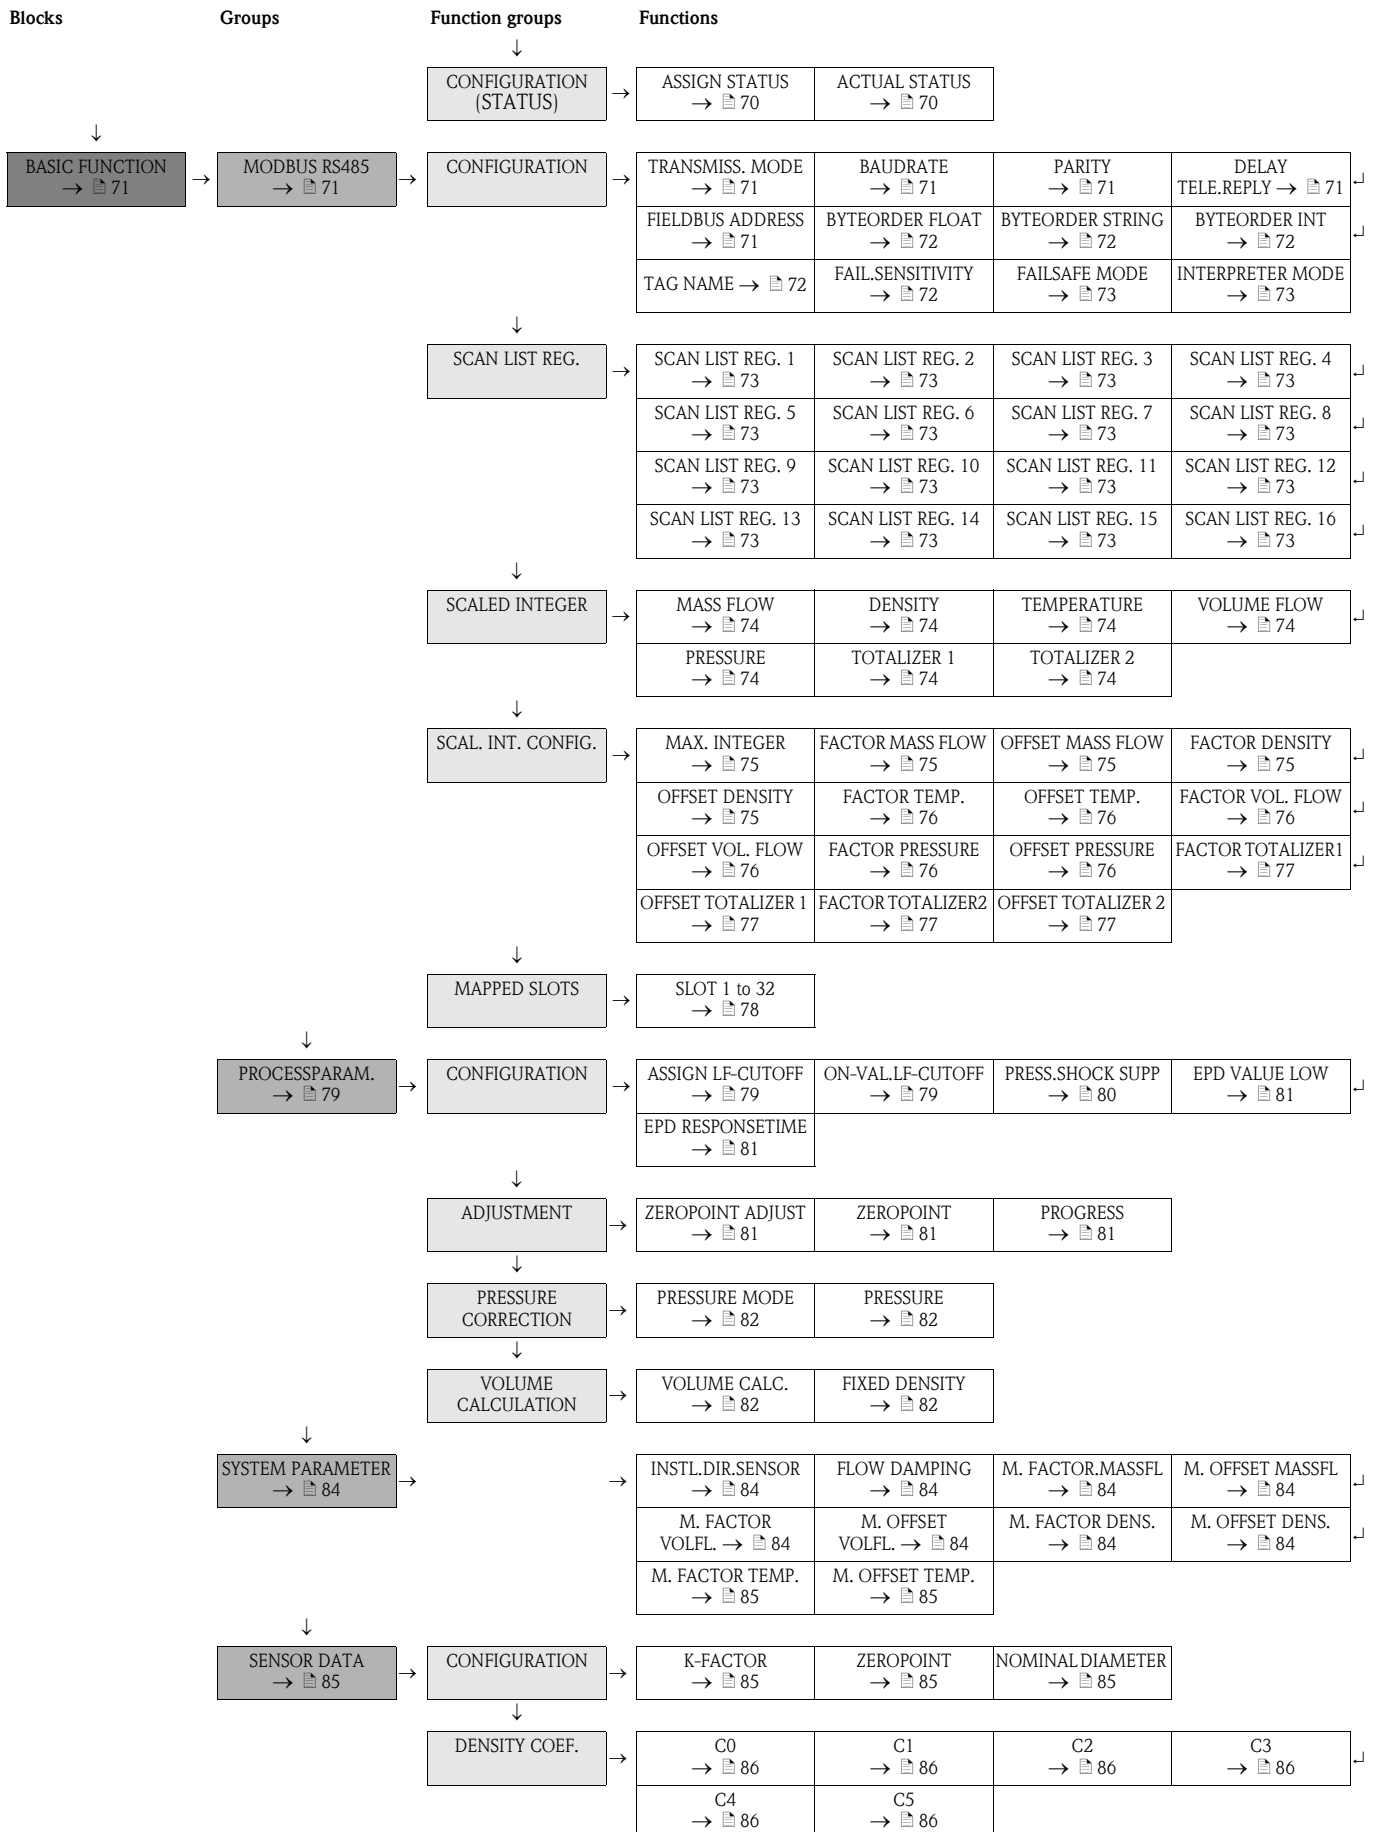 Blocks Groups Function groups Functions
↓
CONFIGURATION ASSIGN STATUS ACTUAL STATUS
(STATUS) → → 70 → 70
↓
BASIC FUNCTION MODBUS RS485 CONFIGURATION TRANSMISS. MODE BAUDRATE PARITY DELAY
→ 71 → → 71 → → → 71 → 71 → 71 TELE.REPLY → 71 ↵
FIELDBUS ADDRESS BYTEORDER FLOAT BYTEORDER STRING BYTEORDER INT
→ 71 → 72 → 72 → 72 ↵
TAG NAME → 72 FAIL.SENSITIVITY FAILSAFE MODE INTERPRETER MODE
→ 72 → 73 → 73
↓
SCAN LIST REG. → SCAN LIST REG. 1 SCAN LIST REG. 2 SCAN LIST REG. 3 SCAN LIST REG. 4
→ 73 → 73 → 73 → 73 ↵
SCAN LIST REG. 5 SCAN LIST REG. 6 SCAN LIST REG. 7 SCAN LIST REG. 8
→ 73 → 73 → 73 → 73 ↵
SCAN LIST REG. 9 SCAN LIST REG. 10 SCAN LIST REG. 11 SCAN LIST REG. 12
→ 73 → 73 → 73 → 73 ↵
SCAN LIST REG. 13 SCAN LIST REG. 14 SCAN LIST REG. 15 SCAN LIST REG. 16
→ 73 → 73 → 73 → 73 ↵
↓
SCALED INTEGER → MASS FLOW DENSITY TEMPERATURE VOLUME FLOW
→ 74 → 74 → 74 → 74 ↵
PRESSURE TOTALIZER 1 TOTALIZER 2
→ 74 → 74 → 74
↓
SCAL. INT. CONFIG. → MAX. INTEGER FACTOR MASS FLOW OFFSET MASS FLOW FACTOR DENSITY
→ 75 → 75 → 75 → 75 ↵
OFFSET DENSITY FACTOR TEMP. OFFSET TEMP. FACTOR VOL. FLOW
→ 75 → 76 → 76 → 76 ↵
OFFSET VOL. FLOW FACTOR PRESSURE OFFSET PRESSURE FACTOR TOTALIZER1
→ 76 → 76 → 76 → 77 ↵
OFFSET TOTALIZER 1 FACTOR TOTALIZER2 OFFSET TOTALIZER 2
→ 77 → 77 → 77
↓
MAPPED SLOTS → SLOT 1 to 32
→ 78
↓
PROCESSPARAM. CONFIGURATION ASSIGN LF-CUTOFF ON-VAL.LF-CUTOFF PRESS.SHOCK SUPP EPD VALUE LOW
→ 79 → → → 79 → 79 → 80 → 81 ↵
EPD RESPONSETIME
→ 81
↓
ADJUSTMENT → ZEROPOINT ADJUST ZEROPOINT PROGRESS
→ 81 → 81 → 81
↓
PRESSURE PRESSURE MODE PRESSURE
CORRECTION → → 82 → 82
↓
VOLUME VOLUME CALC. FIXED DENSITY
CALCULATION → → 82 → 82
↓
SYSTEM PARAMETER INSTL.DIR.SENSOR FLOW DAMPING M. FACTOR.MASSFL M. OFFSET MASSFL
→ 84 → → → 84 → 84 → 84 → 84 ↵
M. FACTOR M. OFFSET M. FACTOR DENS. M. OFFSET DENS.
VOLFL. → 84 VOLFL. → 84 → 84 → 84 ↵
M. FACTOR TEMP. M. OFFSET TEMP.
→ 85 → 85
↓
SENSOR DATA CONFIGURATION K-FACTOR ZEROPOINT NOMINAL DIAMETER
→ 85 → → → 85 → 85 → 85
↓
DENSITY COEF. → C0 C1 C2 C3
→ 86 → 86 → 86 → 86 ↵
C4 C5
→ 86 → 86